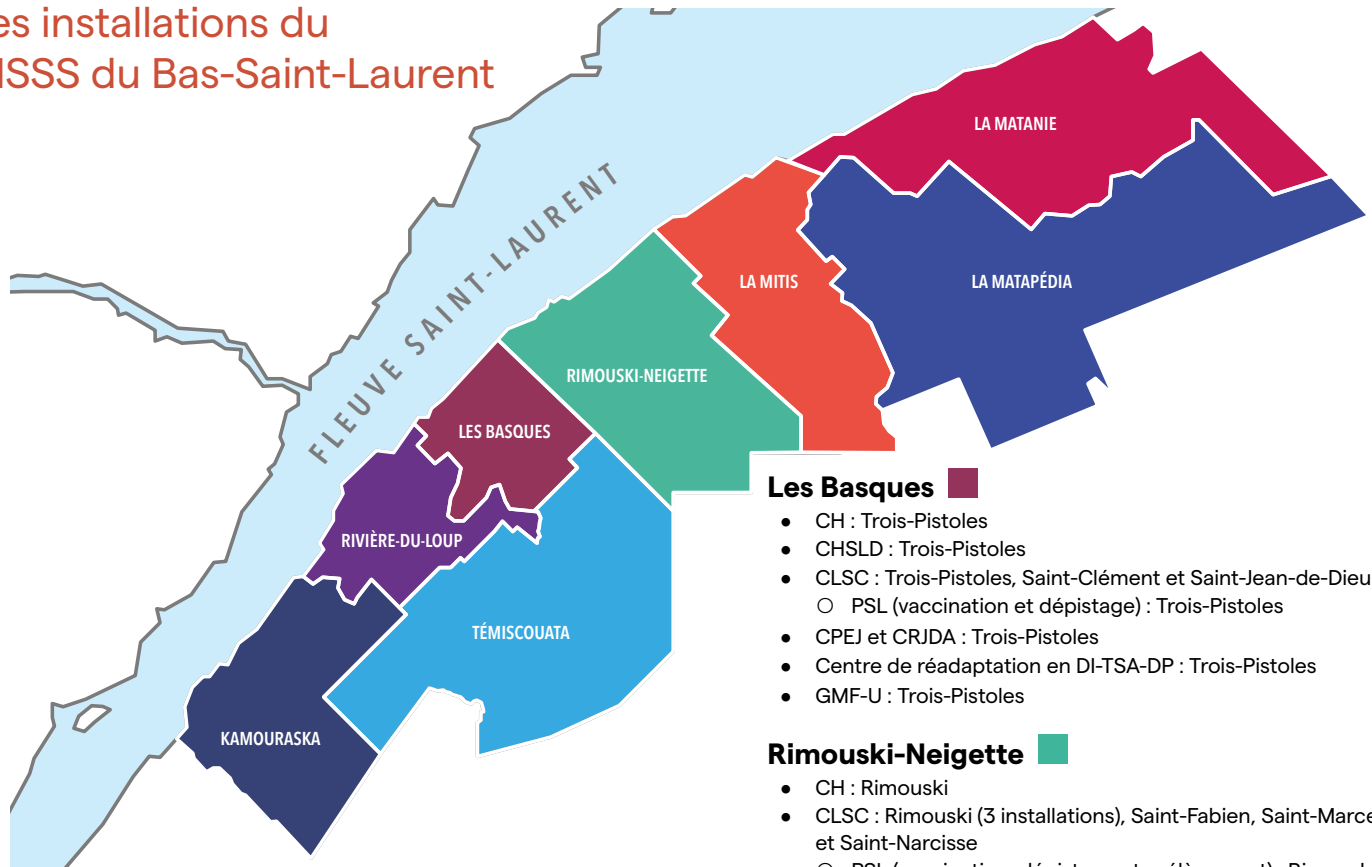 es installations du
ISSS du Bas-Saint-Laurent
LA MATANIE
FLEUVE SAINT-LAURENT
LA MITIS
LA MATAPÉDIA
RIMOUSKI-NEIGETTE
LES BASQUES
RIVIÈRE-DU-LOUP
TÉMISCOUATA
KAMOURASKA
Les Basques
● CH : Trois-Pistoles
● CHSLD : Trois-Pistoles
● CLSC : Trois-Pistoles, Saint-Clément et Saint-Jean-de-Dieu
○ PSL (vaccination et dépistage) : Trois-Pistoles
● CPEJ et CRJDA : Trois-Pistoles
● Centre de réadaptation en DI-TSA-DP : Trois-Pistoles
● GMF-U : Trois-Pistoles
Rimouski-Neigette
● CH : Rimouski
● CLSC : Rimouski (3 installations), Saint-Fabien, Saint-Marce
et Saint-Narcisse